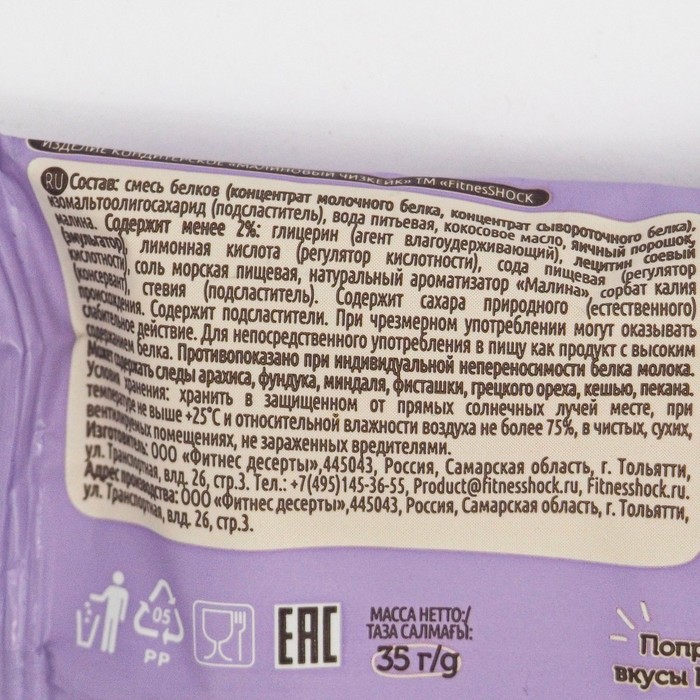 ИЗДЕЛИЕ КОНДИТЕРСКОЕ «МАЛИНОВЫЙ ЧИЗКЕЙК» ТМ «FITNESSHOCK
RU Состав: смесь белков (концентрат молочного белка, концентрат сывороточного белка),
изомальтоолигосахарид (подсластитель), вода питьевая, кокосовое масло, яичный порошок,
малина. Содержит менее 2%: глицерин (агент влагоудерживающий), лецитин соевый
(эмульгатор), лимонная кислота (регулятор кислотности), сода пищевая (регулятор
кислотности), соль морская пищевая, натуральный ароматизатор «Малина», сорбат калия
(консервант), стевия (подсластитель). Содержит сахара природного (естественного)
происхождения. Содержит подсластители. При чрезмерном употреблении могут оказывать
слабительное действие. Для непосредственного употребления в пищу как продукт с высоким
содержанием белка. Противопоказано при индивидуальной непереносимости белка молока.
Может содержать следы арахиса, фундука, миндаля, фисташки, грецкого ореха, кешью, пекана.
Условия хранения: хранить в защищенном от прямых солнечных лучей месте, при
температуре не выше +25°С и относительной влажности воздуха не более 75%, в чистых, сухих,
вентилируемых помещениях, не зараженных вредителями.
Изготовитель: ООО «Фитнес десерты»,445043, Россия, Самарская область, г. Тольятти,
ул. Транспортная, влд. 26, стр.3. Тел.: +7(495)145-36-55, Product@fitnesshock.ru, Fitnesshock.ru.
Адрес производства: ООО «Фитнес десерты»,445043, Россия, Самарская область, г. Тольятти,
ул. Транспортная, влд. 26, стр.3.
05
PP
EAC
МАССА НЕТТО:/
ТАЗА САЛМАҒЫ:
35 г/g
Попр
вкусы